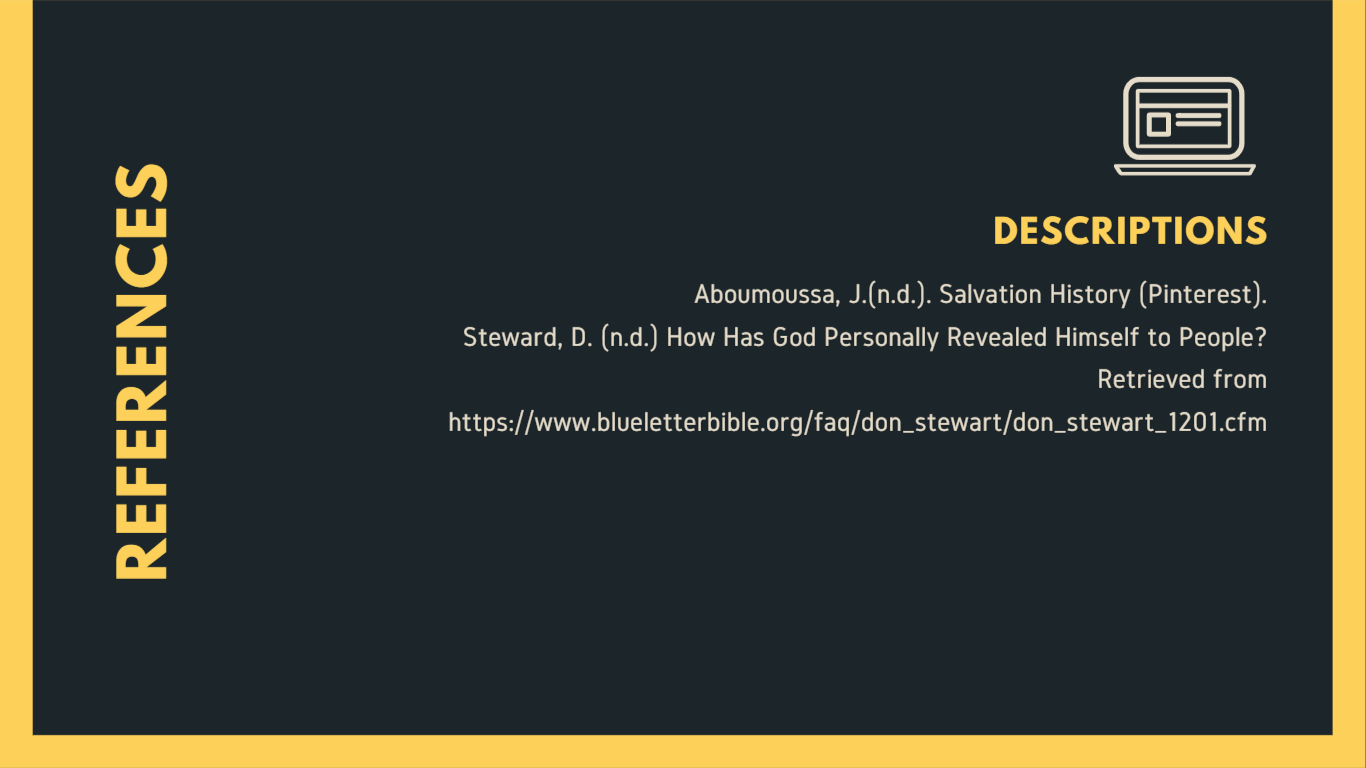 REFERENCES
DESCRIPTIONS
Aboumoussa, J.(n.d.). Salvation History (Pinterest).
Steward, D. (n.d.) How Has God Personally Revealed Himself to People?
Retrieved from
https://www.blueletterbible.org/faq/don_stewart/don_stewart_1201.cfm